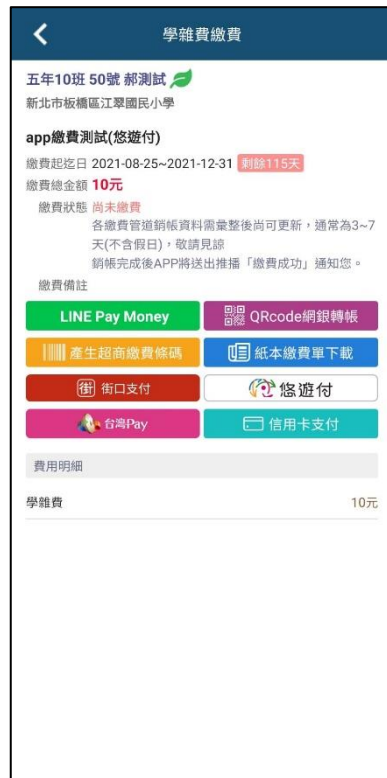 學雜費繳費
五年10班 50號 郝測試
新北市板橋區江翠國民小學
app繳費測試(悠遊付)
繳費起迄日 2021-08-25~2021-12-31 剩餘115天
繳費總金額 10元
繳費狀態 尚未繳費
各繳費管道銷帳資料需彙整後尚可更新，通常為3~7
天(不含假日)，敬請見諒
銷帳完成後APP將送出推播「繳費成功」通知您。
繳費備註
LINE Pay Money QRcode網銀轉帳
產生超商繳費條碼 紙本繳費單下載
街 街口支付 悠遊付
台灣Pay 信用卡支付
費用明細
學雜費 10元